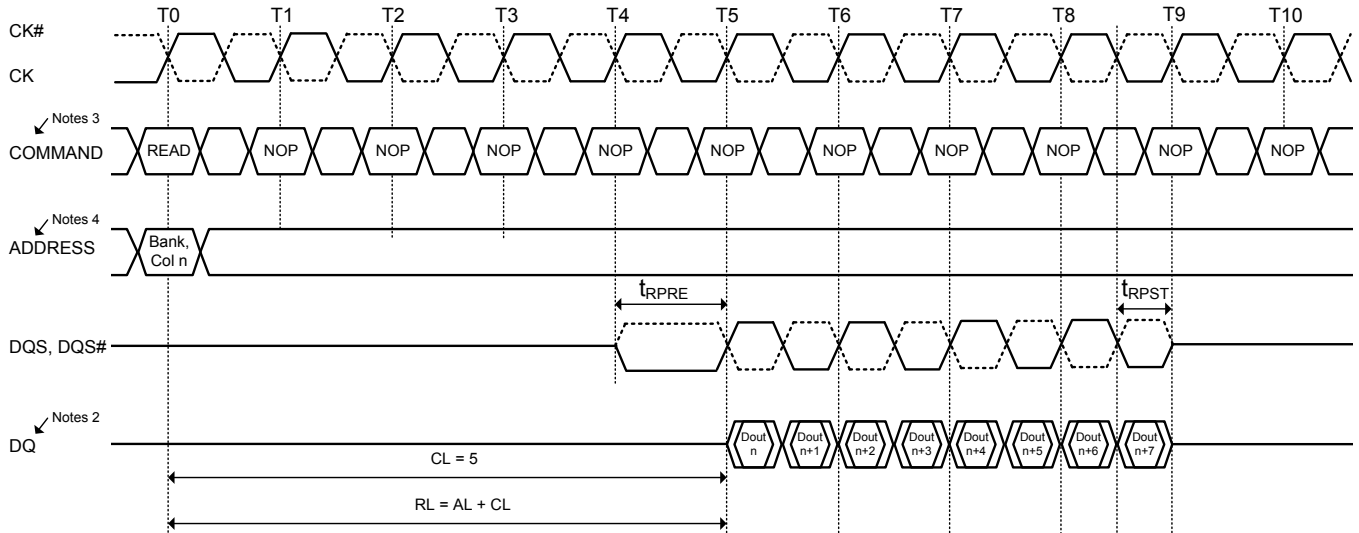 T0 T1 T2 T3 T4 T5 T6 T7 T8 T9 T10
CK#
CK
Notes 3
COMMAND READ NOP NOP NOP NOP NOP NOP NOP NOP NOP NOP
Notes 4
ADDRESS
Bank,
Col n
tRPRE tRPST
DQS, DQS#
Notes 2
DQ
Dout Dout Dout Dout Dout Dout Dout Dout
n n+1 n+2 n+3 n+4 n+5 n+6 n+7
CL = 5
RL = AL + CL